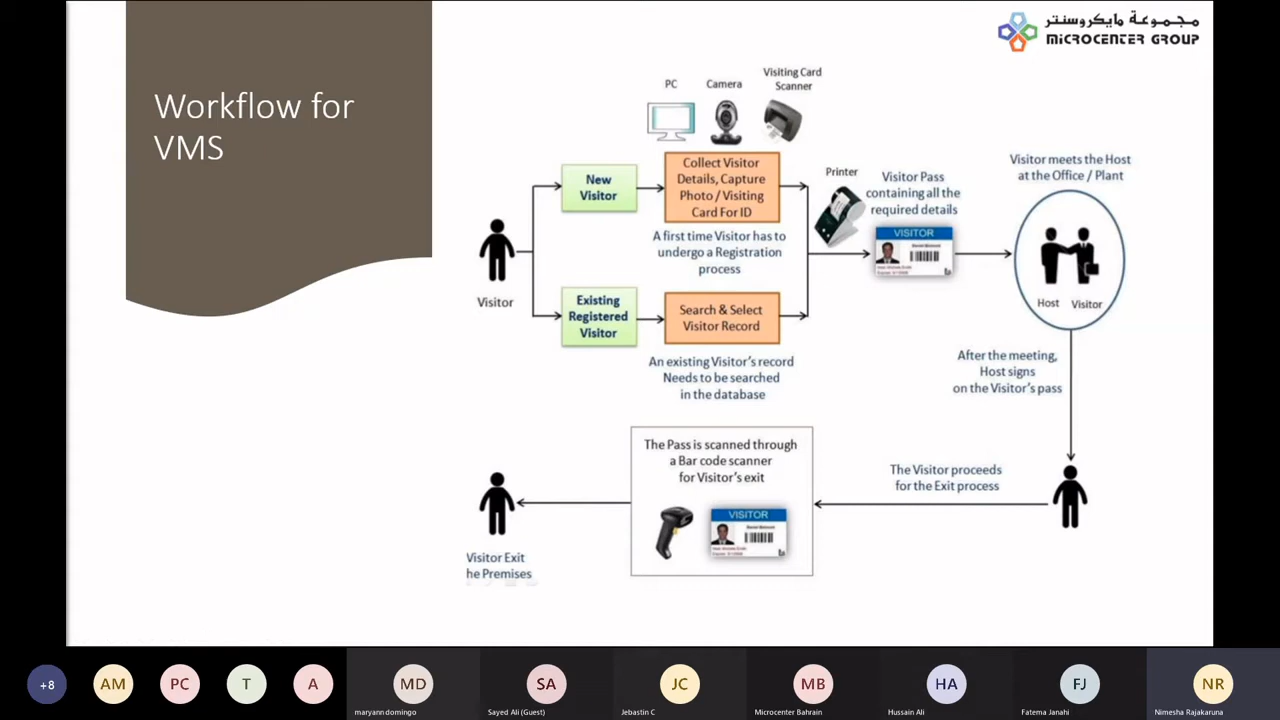 مجموعة مايكروسنتر
MICROCENTER GROUP
Workflow for
VMS
PC
Camera
Visiting Card
Scanner
New
Visitor
Collect Visitor
Details, Capture
Photo / Visiting
Card For ID
A first time Visitor has to
undergo a Registration
process
Printer
Visitor Pass
containing all the
required details
VISITOR
Visitor meets the Host
at the Office / Plant
Host
Visitor
Visitor
Existing
Registered
Visitor
Search & Select
Visitor Record
An existing Visitor's record
Needs to be searched
in the database
After the meeting,
Host signs
on the Visitor's pass
The Visitor proceeds
for the Exit process
The Pass is scanned through
a Bar code scanner
for Visitor's exit
VISITOR
Visitor Exit
he Premises
+8
AM
PC
T
A
MD
maryann domingo
SA
Sayed Ali (Guest)
JC
Jebastin C
MB
Microcenter Bahrain
HA
Hussain Ali
FJ
Fatema Janahi
NR
Nimesha Rajakaruna